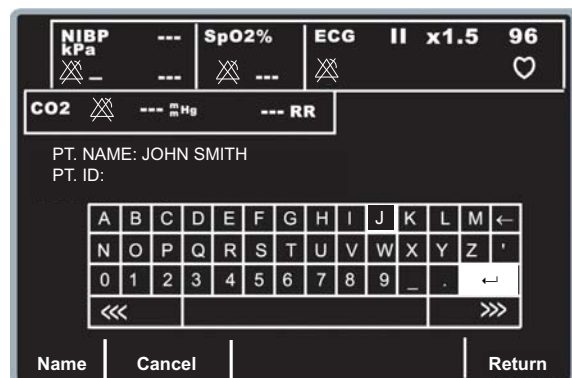 NIBP --- SpO2% ECG II x1.5 96
kPa
– --- ---
CO2 --- mmHg --- RR
PT. NAME: JOHN SMITH
PT. ID:
A B C D E F G H I J K L M ←
N O P Q R S T U V W X Y Z '
0 1 2 3 4 5 6 7 8 9 _ . ↵
<<< >>>
Name Cancel Return